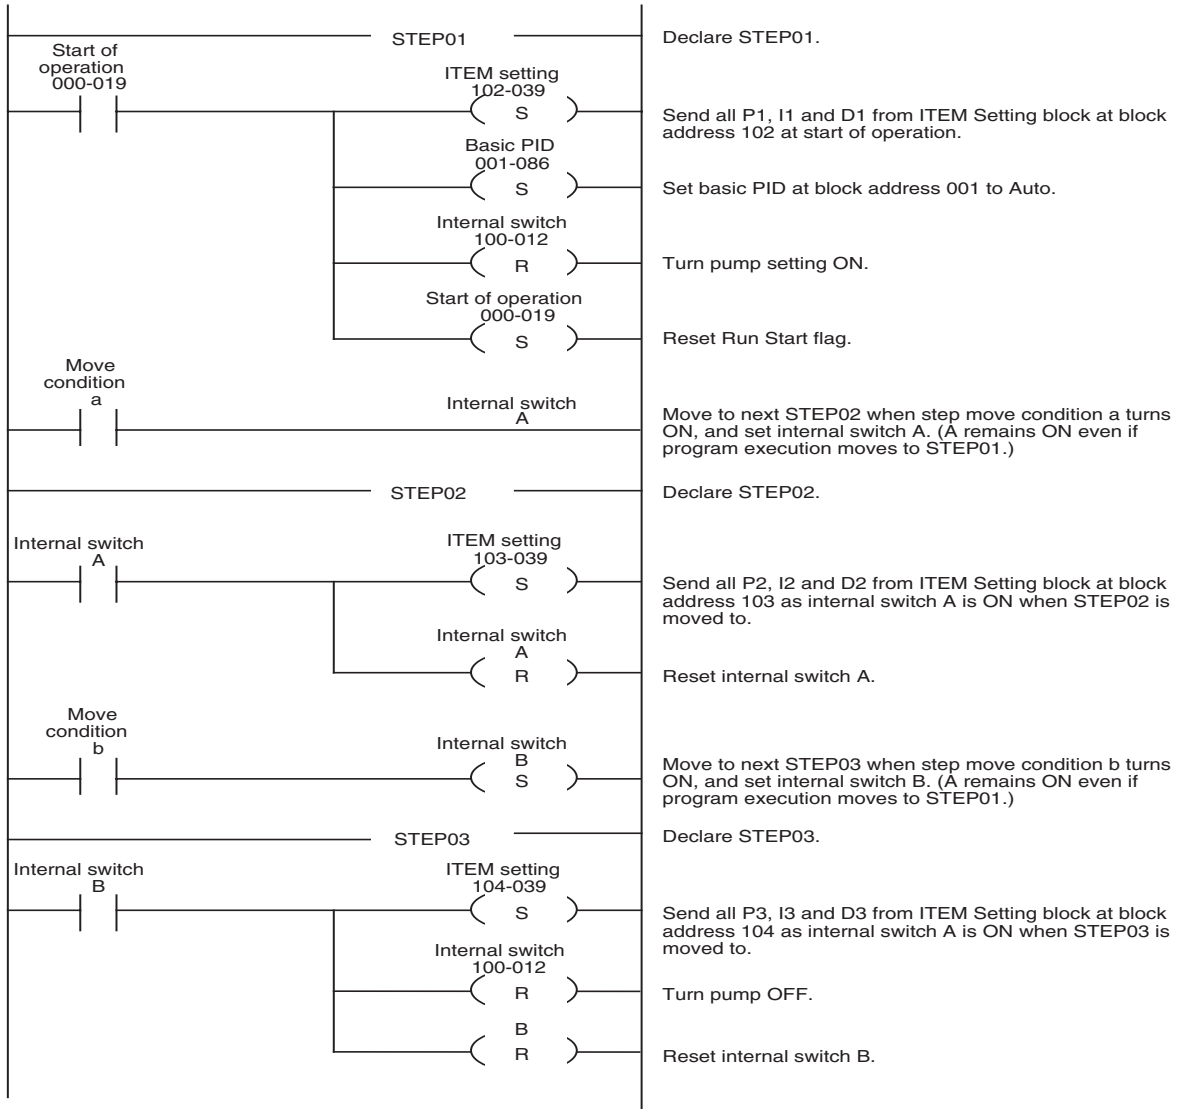 STEP01
Declare STEP01.
Start of
operation
000-019
ITEM setting
102-039
S
Send all P1, I1 and D1 from ITEM Setting block at block
address 102 at start of operation.
Basic PID
001-086
S
Set basic PID at block address 001 to Auto.
Internal switch
100-012
R
Turn pump setting ON.
Start of operation
000-019
S
Reset Run Start flag.
Move
condition
a
Internal switch
A
Move to next STEP02 when step move condition a turns
ON, and set internal switch A. (A remains ON even if
program execution moves to STEP01.)
STEP02
Declare STEP02.
Internal switch
A
ITEM setting
103-039
S
Send all P2, I2 and D2 from ITEM Setting block at block
address 103 as internal switch A is ON when STEP02 is
moved to.
Internal switch
A
R
Reset internal switch A.
Move
condition
b
Internal switch
B
S
Move to next STEP03 when step move condition b turns
ON, and set internal switch B. (A remains ON even if
program execution moves to STEP01.)
STEP03
Declare STEP03.
Internal switch
B
ITEM setting
104-039
S
Send all P3, I3 and D3 from ITEM Setting block at block
address 104 as internal switch A is ON when STEP03 is
moved to.
Internal switch
100-012
R
Turn pump OFF.
B
R
Reset internal switch B.